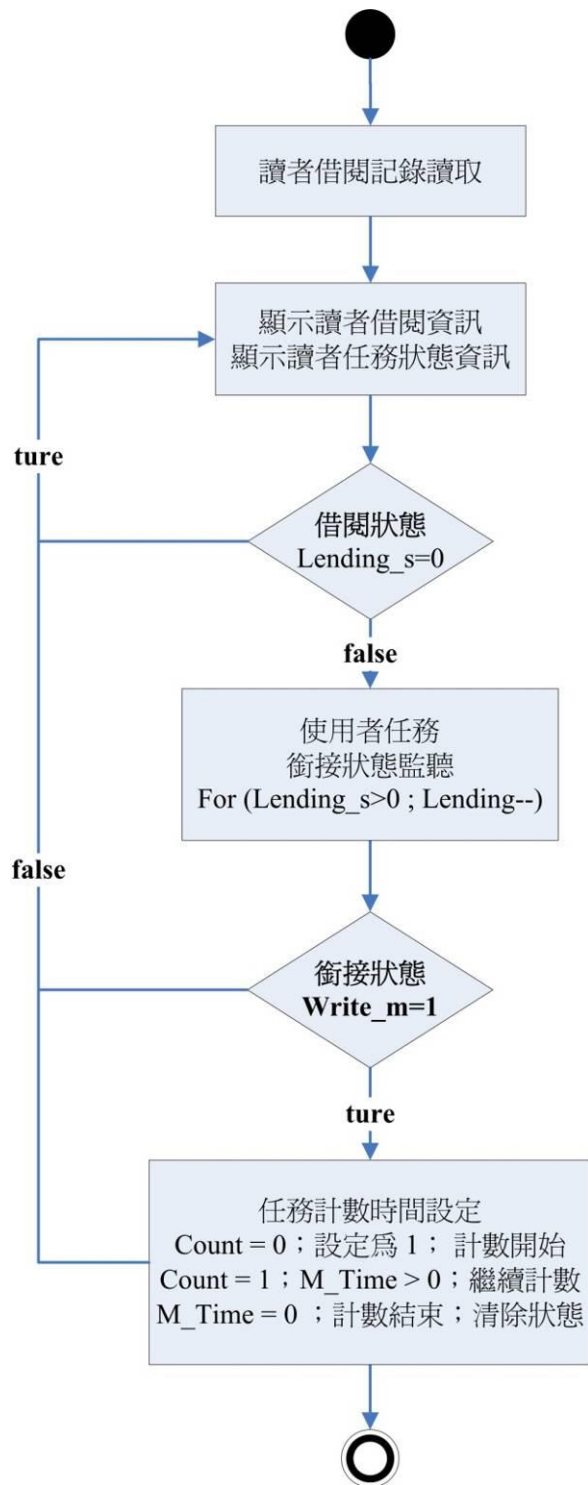 讀者借閱記錄讀取
顯示讀者借閱資訊
顯示讀者任務狀態資訊
ture
借閱狀態
Lending_s=0
false
使用者任務
銜接狀態監聽
For (Lending_s>0 ; Lending--)
false
銜接狀態
Write_m=1
ture
任務計數時間設定
Count = 0；設定為 1； 計數開始
Count = 1；M_Time > 0；繼續計數
M_Time = 0 ；計數結束；清除狀態